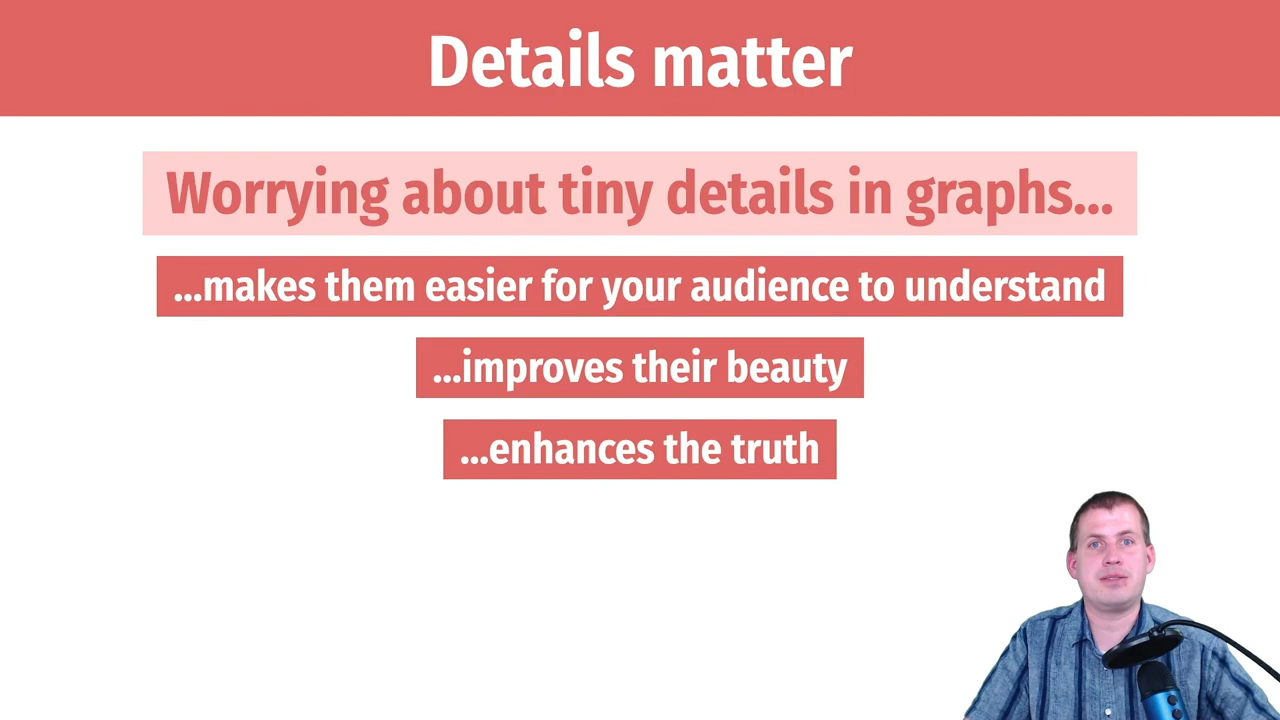 Details matter
Worrying about tiny details in graphs…
…makes them easier for your audience to understand
…improves their beauty
…enhances the truth